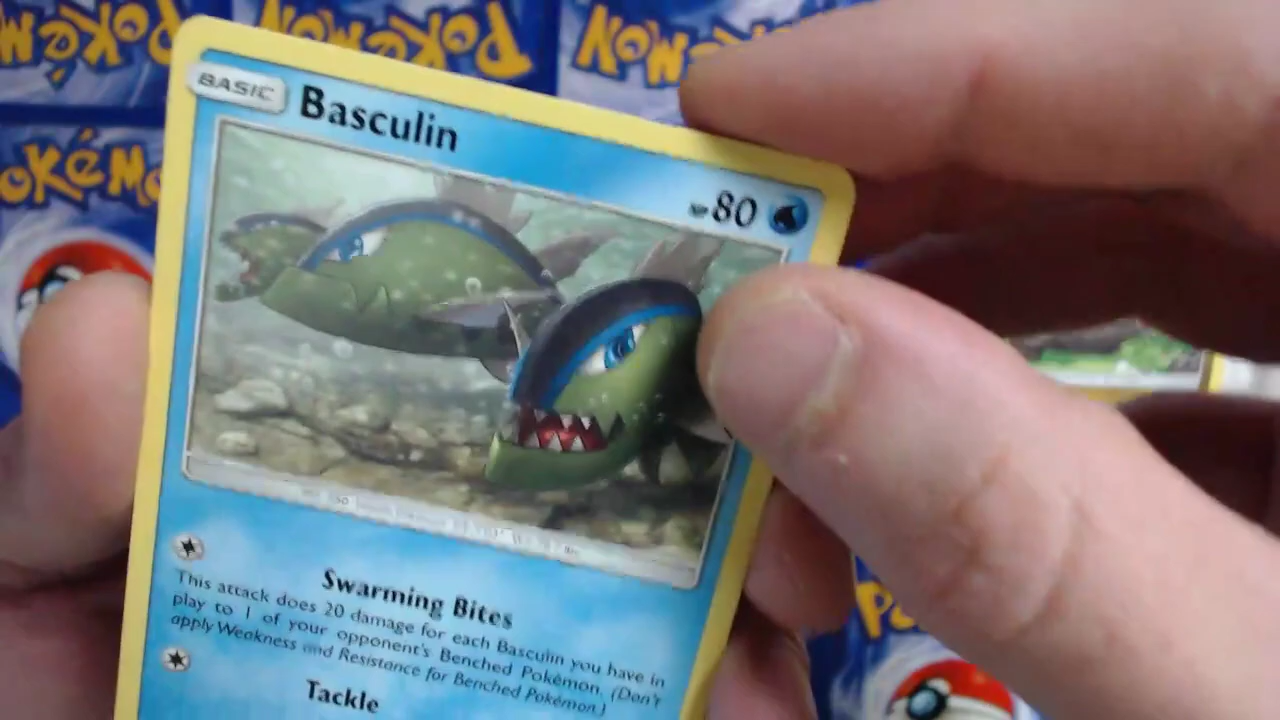 POKéMON
POKéMON
POKéMON
BASIC
Basculin
HP 80
Swarming Bites
This attack does 20 damage for each Basculin you have in
play to 1 of your opponent's Benched Pokémon. (Don't
apply Weakness and Resistance for Benched Pokémon.)
Tackle